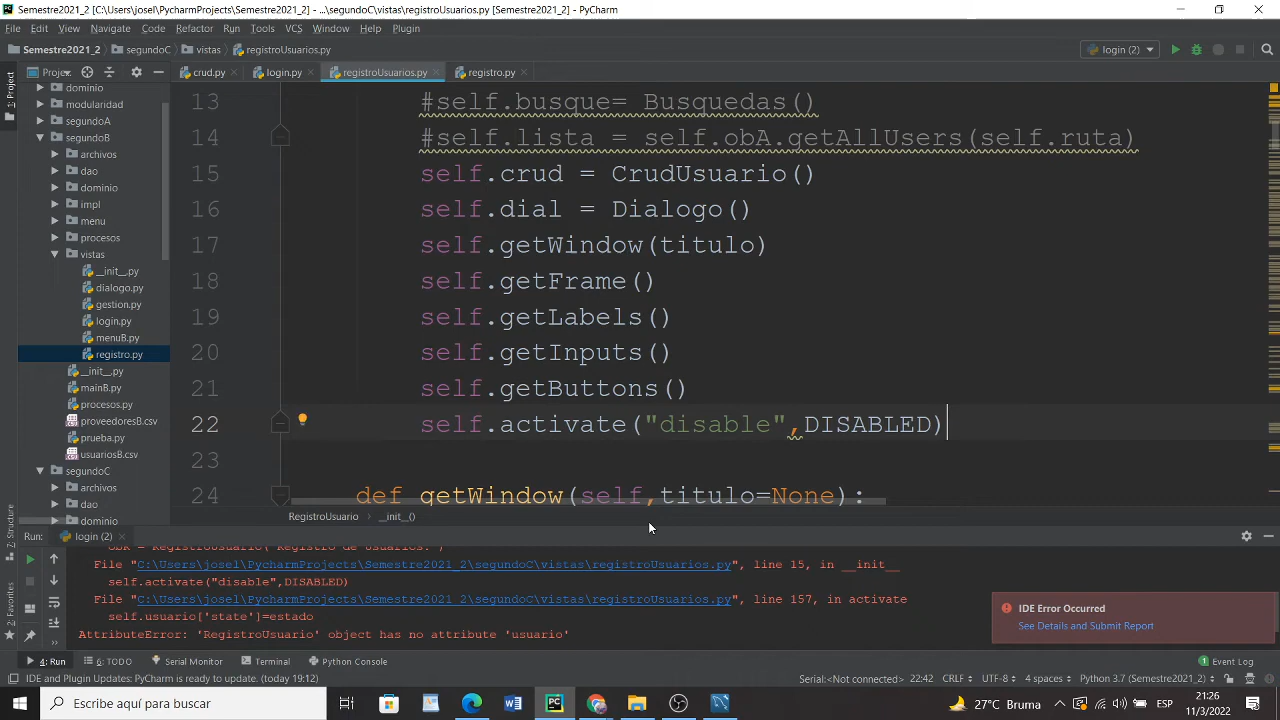 Semestre2021_2 [C:\Users\josel\PycharmProjects\Semestre2021_2] - ...\segundoC\vistas\registroUsuarios.py [Semestre2021_2] - PyCharm
File Edit View Navigate Code Refactor Run Tools VCS Window Help Plugin
Semestre2021_2 segundoC vistas registroUsuarios.py login (2)
Proje crud.py login.py registroUsuarios.py registro.py
1: Project
dominio
modularidad
segundoA
segundoB
archivos
dao
dominio
impl
menu
procesos
vistas
__init__.py
dialogo.py
gestion.py
login.py
menuB.py
registro.py
__init__.py
mainB.py
procesos.py
proveedoresB.csv
prueba.py
usuariosB.csv
segundoC
archivos
dao
dominio
13 #self.busque= Busquedas()
14 #self.lista = self.obA.getAllUsers(self.ruta)
15 self.crud = CrudUsuario()
16 self.dial = Dialogo()
17 self.getWindow(titulo)
18 self.getFrame()
19 self.getLabels()
20 self.getInputs()
21 self.getButtons()
22 self.activate("disable",DISABLED)
23
24 def getWindow(self,titulo=None):
RegistroUsuario __init__()
7: Structure
2: Favorites
Run: login (2)
File "C:\Users\josel\PycharmProjects\Semestre2021_2\segundoC\vistas\registroUsuarios.py", line 15, in __init__
self.activate("disable",DISABLED)
File "C:\Users\josel\PycharmProjects\Semestre2021_2\segundoC\vistas\registroUsuarios.py", line 157, in activate
self.usuario['state']=estado
AttributeError: 'RegistroUsuario' object has no attribute 'usuario'
IDE Error Occurred
See Details and Submit Report
4: Run 6: TODO Serial Monitor Terminal Python Console 1 Event Log
IDE and Plugin Updates: PyCharm is ready to update. (today 19:12) Serial:<Not connected> 22:42 CRLF UTF-8 4 spaces Python 3.7 (Semestre2021_2)
Escribe aquí para buscar 27°C Bruma ESP 21:26
11/3/2022